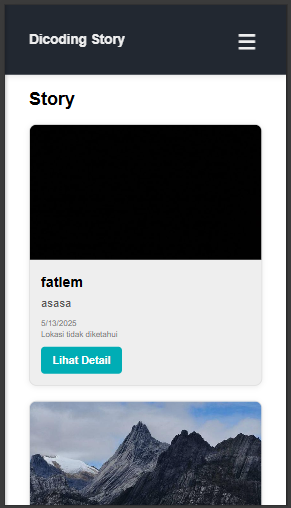 Dicoding Story
Story
fatlem
asasa
5/13/2025
Lokasi tidak diketahui
Lihat Detail